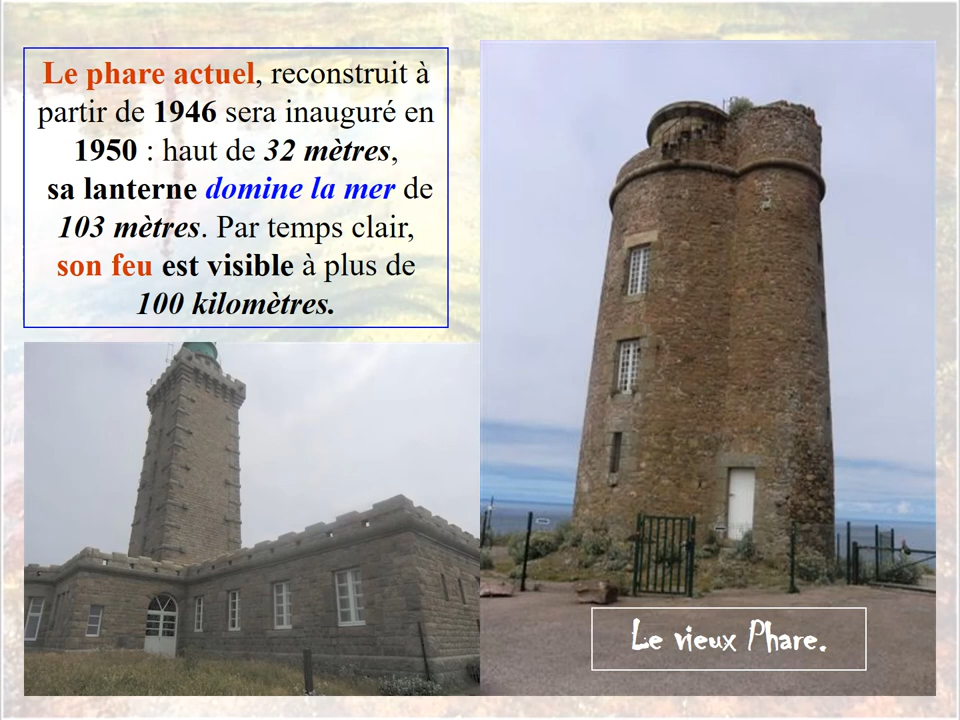 Le phare actuel, reconstruit à
partir de 1946 sera inauguré en
1950 : haut de 32 mètres,
sa lanterne domine la mer de
103 mètres. Par temps clair,
son feu est visible à plus de
100 kilomètres.
Le vieux Phare.